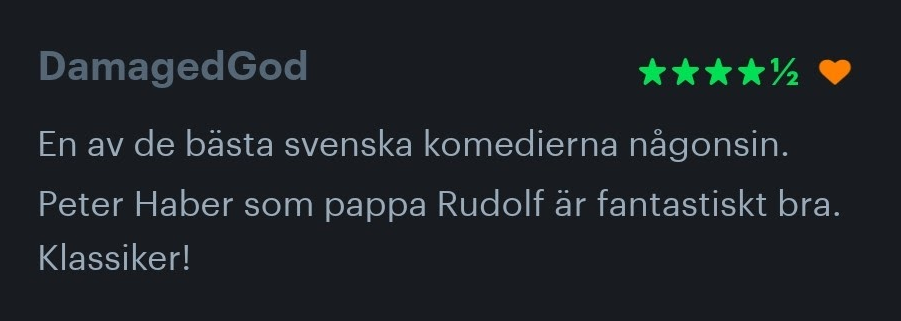 DamagedGod ★★★★½ 🧡
En av de bästa svenska komedierna någonsin.
Peter Haber som pappa Rudolf är fantastiskt bra.
Klassiker!